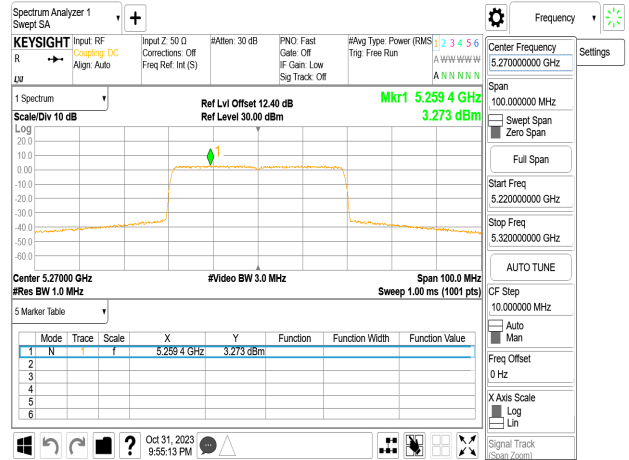 Spectrum Analyzer 1
Swept SA
Frequency
Settings
KEYSIGHT
R
Input: RF
Coupling: DC
Align: Auto
Input Z: 50 Ω
Corrections: Off
Freq Ref: Int (S)
#Atten: 30 dB
PNO: Fast
Gate: Off
IF Gain: Low
Sig Track: Off
#Avg Type: Power (RMS
Trig: Free Run
1 2 3 4 5 6
A W W W W W
A N N N N N
1 Spectrum
Scale/Div 10 dB
Ref Lvl Offset 12.40 dB
Ref Level 30.00 dBm
Mkr1 5.259 4 GHz
3.273 dBm
Log
20.0
10.0
0.00
-10.0
-20.0
-30.0
-40.0
-50.0
-60.0
1
Center 5.27000 GHz
#Res BW 1.0 MHz
#Video BW 3.0 MHz
Span 100.0 MHz
Sweep 1.00 ms (1001 pts)
5 Marker Table
Mode Trace Scale X Y Function Function Width Function Value
1 N 1 f 5.259 4 GHz 3.273 dBm
2
3
4
5
6
Oct 31, 2023
9:55:13 PM
Center Frequency
5.270000000 GHz
Span
100.000000 MHz
Swept Span
Zero Span
Full Span
Start Freq
5.220000000 GHz
Stop Freq
5.320000000 GHz
AUTO TUNE
CF Step
10.000000 MHz
Auto
Man
Freq Offset
0 Hz
X Axis Scale
Log
Lin
Signal Track
(Span Zoom)